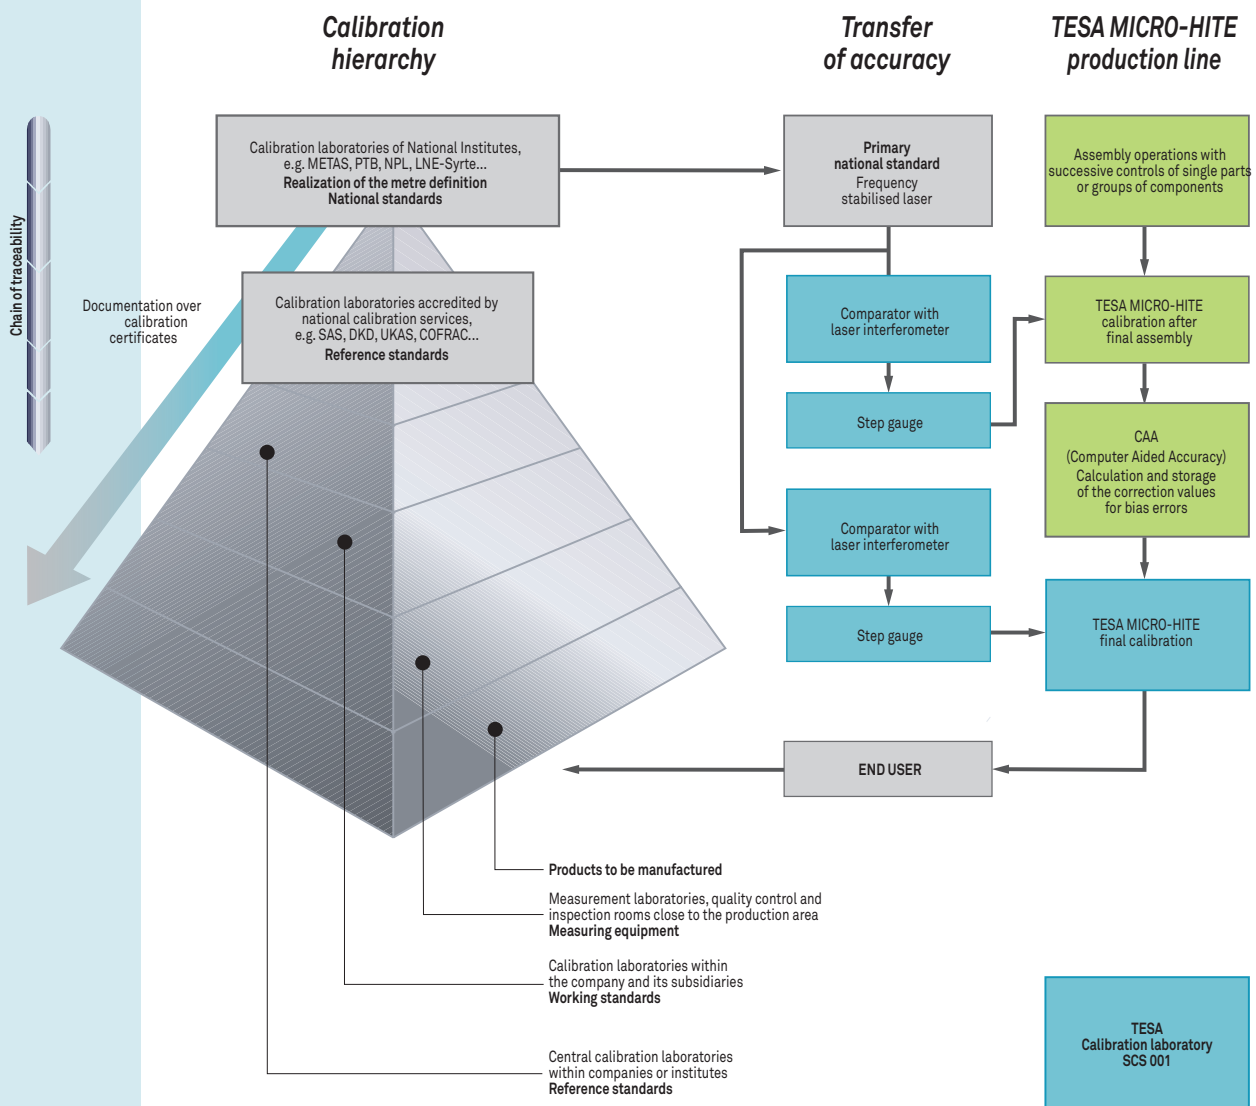 Calibration
hierarchy
Transfer
of accuracy
TESA MICRO-HITE
production line
Chain of traceability
Documentation over
calibration
certificates
Calibration laboratories of National Institutes,
e.g. METAS, PTB, NPL, LNE-Syrte...
Realization of the metre definition
National standards
Calibration laboratories accredited by
national calibration services,
e.g. SAS, DKD, UKAS, COFRAC...
Reference standards
Primary
national standard
Frequency
stabilised laser
Comparator with
laser interferometer
Step gauge
Comparator with
laser interferometer
Step gauge
END USER
Assembly operations with
successive controls of single parts
or groups of components
TESA MICRO-HITE
calibration after
final assembly
CAA
(Computer Aided Accuracy)
Calculation and storage
of the correction values
for bias errors
TESA MICRO-HITE
final calibration
Products to be manufactured
Measurement laboratories, quality control and
inspection rooms close to the production area
Measuring equipment
Calibration laboratories within
the company and its subsidiaries
Working standards
Central calibration laboratories
within companies or institutes
Reference standards
TESA
Calibration laboratory
SCS 001